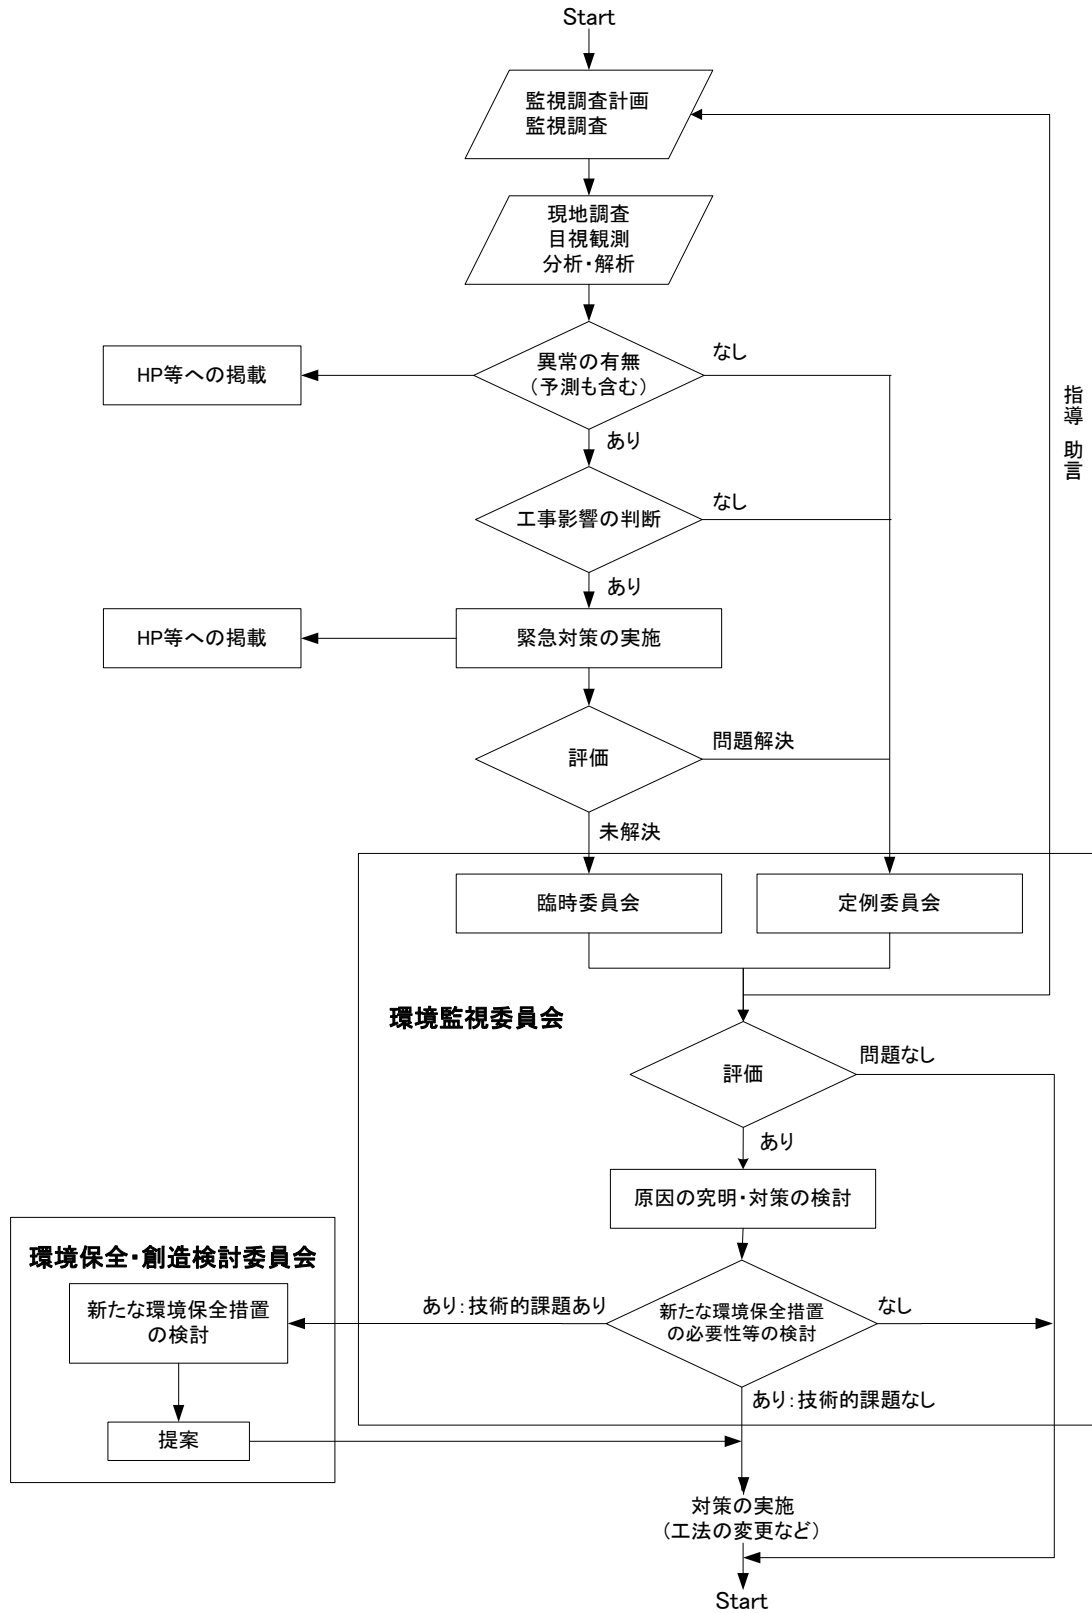 Start
監視調査計画
監視調査
現地調査
目視観測
分析・解析
異常の有無
（予測も含む）
なし
HP等への掲載
あり
指導 助言
工事影響の判断
なし
あり
緊急対策の実施
HP等への掲載
評価
問題解決
未解決
臨時委員会
定例委員会
環境監視委員会
評価
問題なし
あり
原因の究明・対策の検討
環境保全・創造検討委員会
新たな環境保全措置
の検討
あり：技術的課題あり
新たな環境保全措置
の必要性等の検討
なし
あり：技術的課題なし
提案
対策の実施
（工法の変更など）
Start